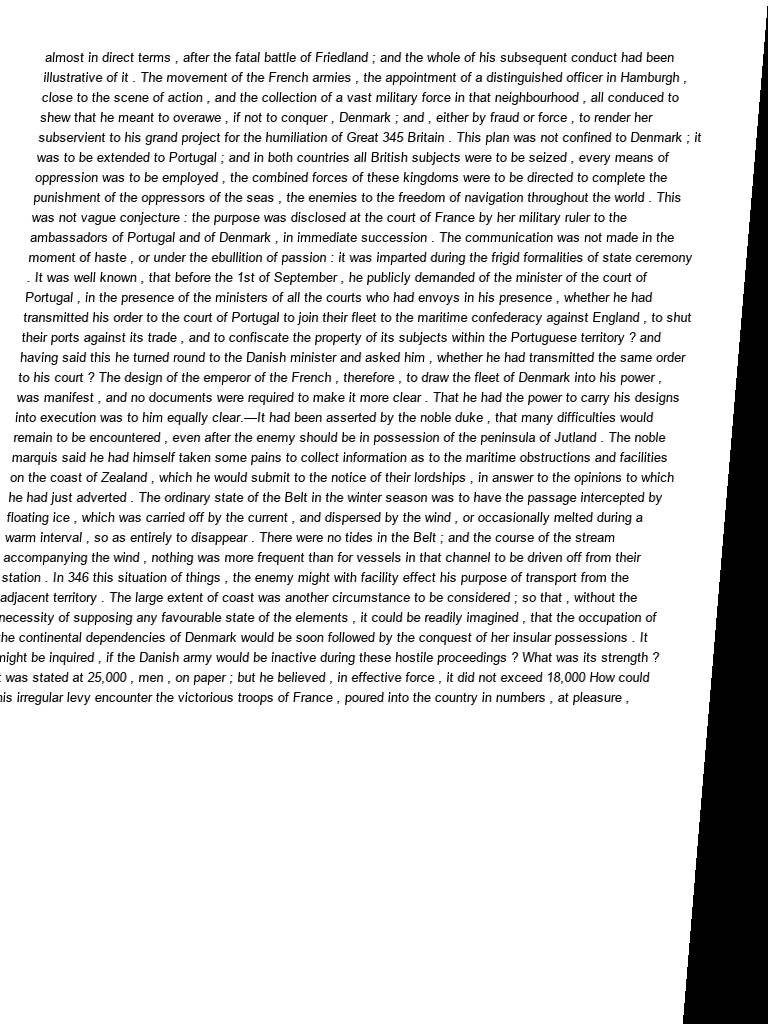 almost in direct terms , after the fatal battle of Friedland ; and the whole of his subsequent conduct had been
illustrative of it . The movement of the French armies , the appointment of a distinguished officer in Hamburgh ,
close to the scene of action , and the collection of a vast military force in that neighbourhood , all conduced to
shew that he meant to overawe , if not to conquer , Denmark ; and , either by fraud or force , to render her
subservient to his grand project for the humiliation of Great 345 Britain . This plan was not confined to Denmark ; it
was to be extended to Portugal ; and in both countries all British subjects were to be seized , every means of
oppression was to be employed , the combined forces of these kingdoms were to be directed to complete the
punishment of the oppressors of the seas , the enemies to the freedom of navigation throughout the world . This
was not vague conjecture : the purpose was disclosed at the court of France by her military ruler to the
ambassadors of Portugal and of Denmark , in immediate succession . The communication was not made in the
moment of haste , or under the ebullition of passion : it was imparted during the frigid formalities of state ceremony
. It was well known , that before the 1st of September , he publicly demanded of the minister of the court of
Portugal , in the presence of the ministers of all the courts who had envoys in his presence , whether he had
transmitted his order to the court of Portugal to join their fleet to the maritime confederacy against England , to shut
their ports against its trade , and to confiscate the property of its subjects within the Portuguese territory ? and
having said this he turned round to the Danish minister and asked him , whether he had transmitted the same order
to his court ? The design of the emperor of the French , therefore , to draw the fleet of Denmark into his power ,
was manifest , and no documents were required to make it more clear . That he had the power to carry his designs
into execution was to him equally clear.—It had been asserted by the noble duke , that many difficulties would
remain to be encountered , even after the enemy should be in possession of the peninsula of Jutland . The noble
marquis said he had himself taken some pains to collect information as to the maritime obstructions and facilities
on the coast of Zealand , which he would submit to the notice of their lordships , in answer to the opinions to which
he had just adverted . The ordinary state of the Belt in the winter season was to have the passage intercepted by
floating ice , which was carried off by the current , and dispersed by the wind , or occasionally melted during a
warm interval , so as entirely to disappear . There were no tides in the Belt ; and the course of the stream
accompanying the wind , nothing was more frequent than for vessels in that channel to be driven off from their
station . In 346 this situation of things , the enemy might with facility effect his purpose of transport from the
adjacent territory . The large extent of coast was another circumstance to be considered ; so that , without the
necessity of supposing any favourable state of the elements , it could be readily imagined , that the occupation of
the continental dependencies of Denmark would be soon followed by the conquest of her insular possessions . It
might be inquired , if the Danish army would be inactive during these hostile proceedings ? What was its strength ?
was stated at 25,000 , men , on paper ; but he believed , in effective force , it did not exceed 18,000 How could
irregular levy encounter the victorious troops of France , poured into the country in numbers , at pleasure ,